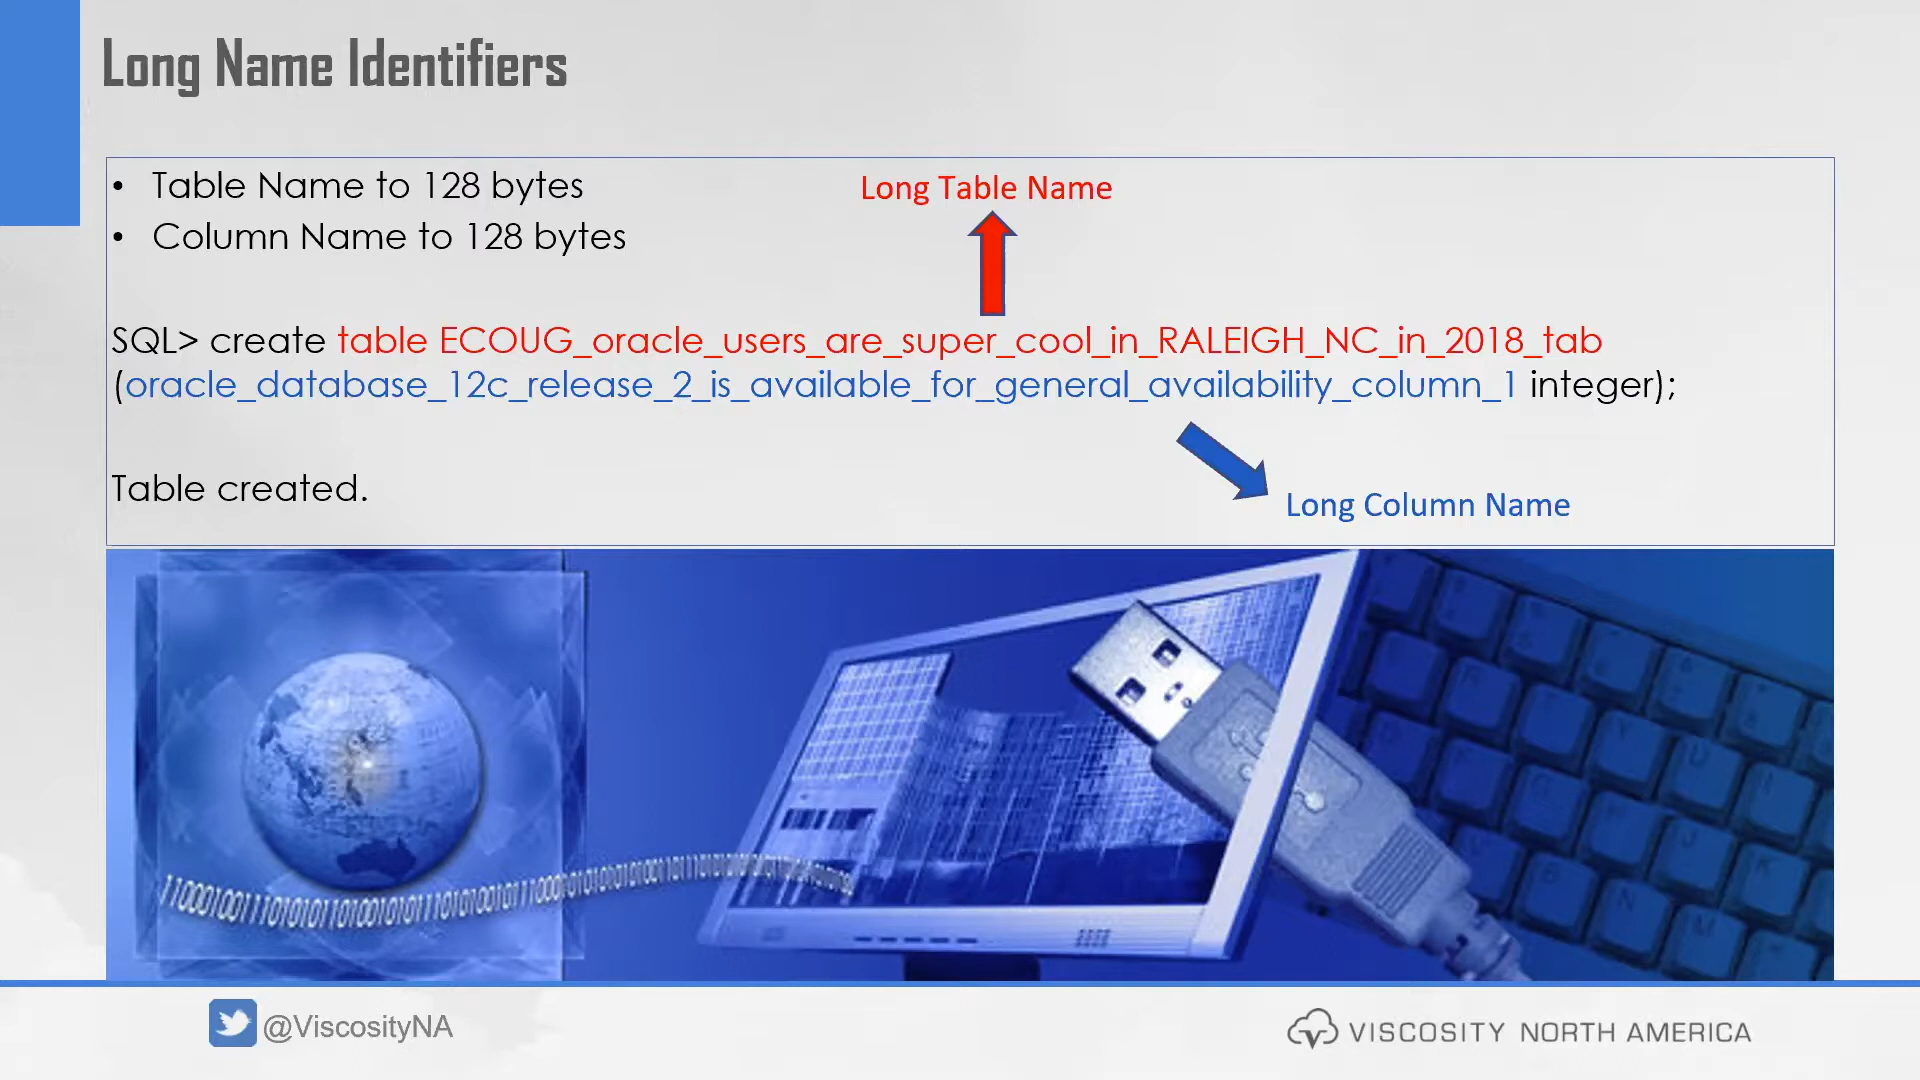 Long Name Identifiers
• Table Name to 128 bytes
Long Table Name
• Column Name to 128 bytes
SQL> create table ECOUG_oracle_users_are_super_cool_in_RALEIGH_NC_in_2018_tab
(oracle_database_12c_release_2_is_available_for_general_availability_column_1 integer);
Table created.
Long Column Name
@ViscosityNA
VISCOSITY NORTH AMERICA